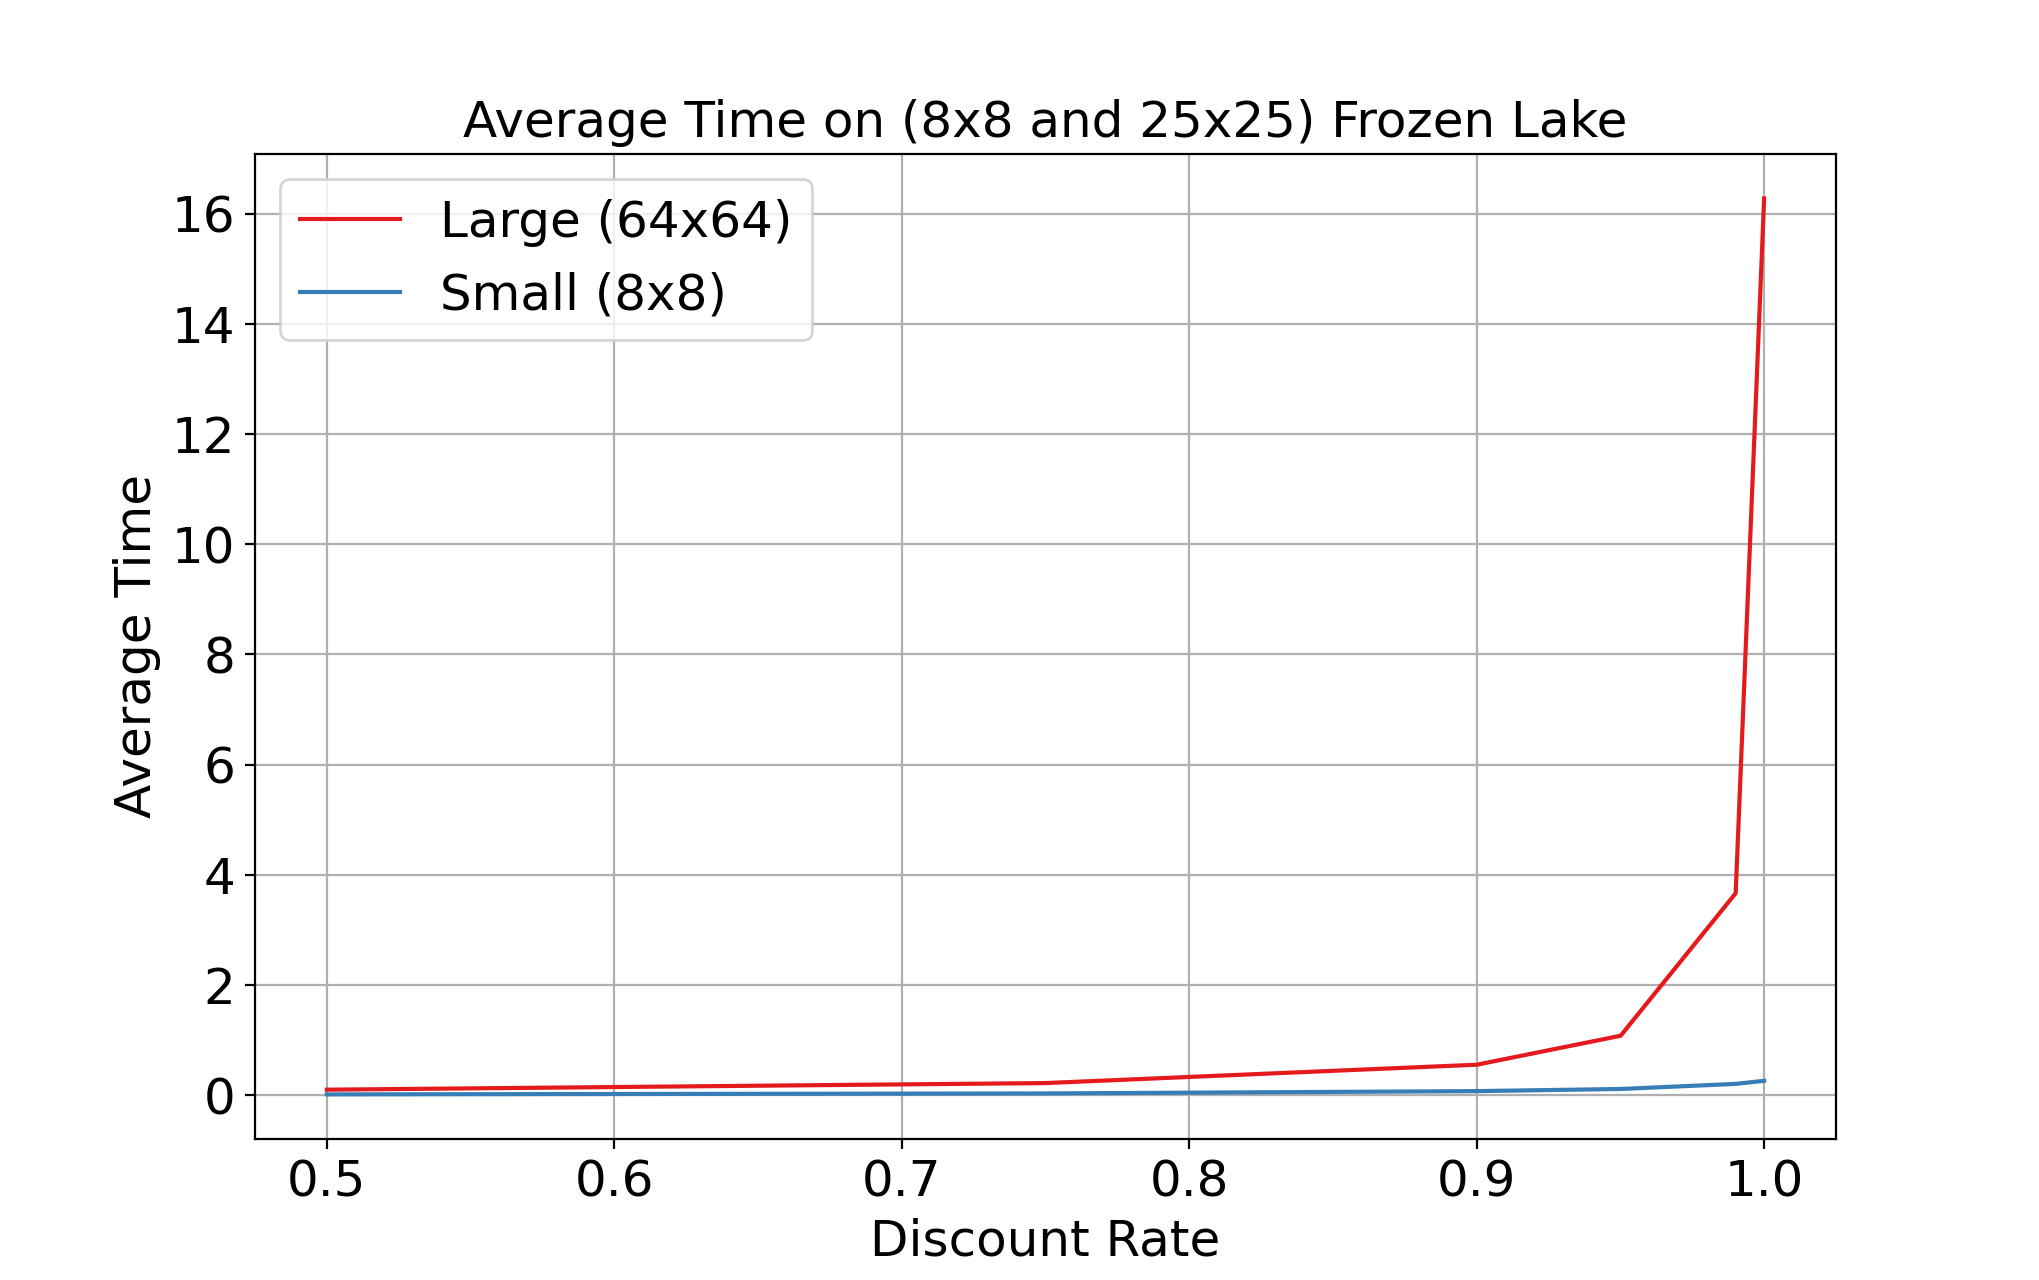 Average Time on (8x8 and 25x25) Frozen Lake
Large (64x64)
Small (8x8)
Average Time
16
14
12
10
8
6
4
2
0
0.5 0.6 0.7 0.8 0.9 1.0
Discount Rate